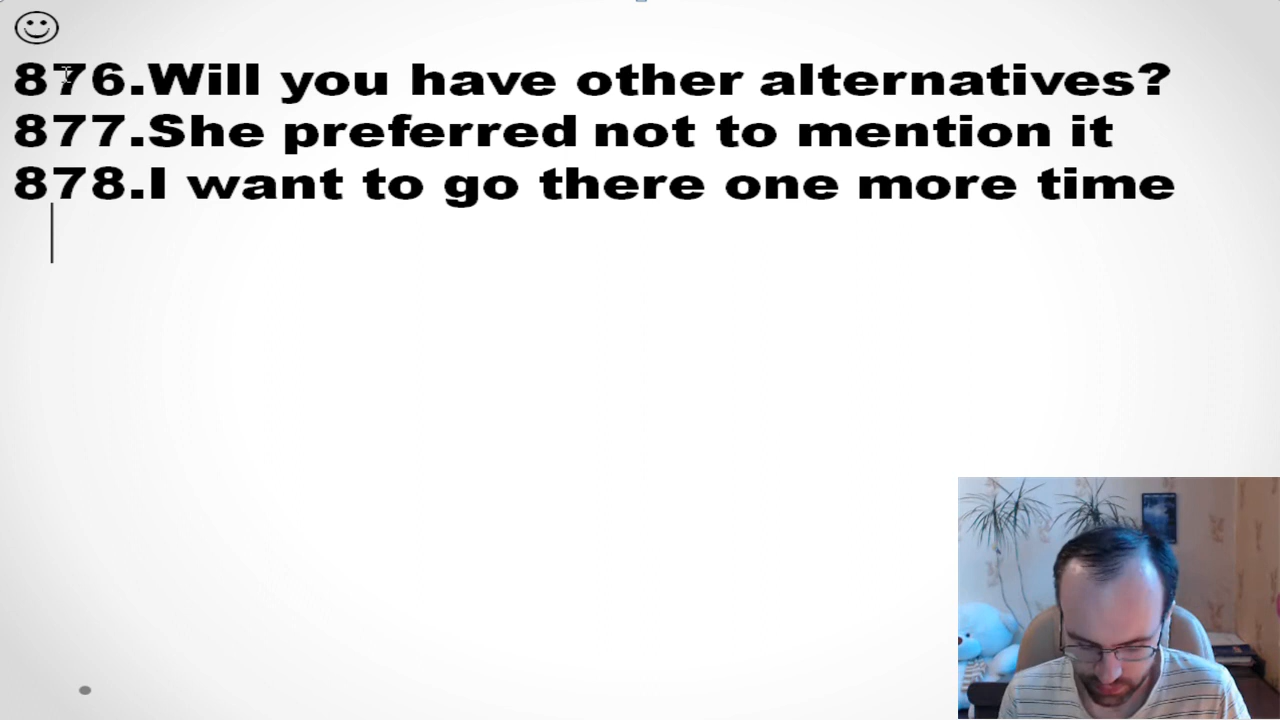 876.Will you have other alternatives?
877.She preferred not to mention it
878.I want to go there one more time